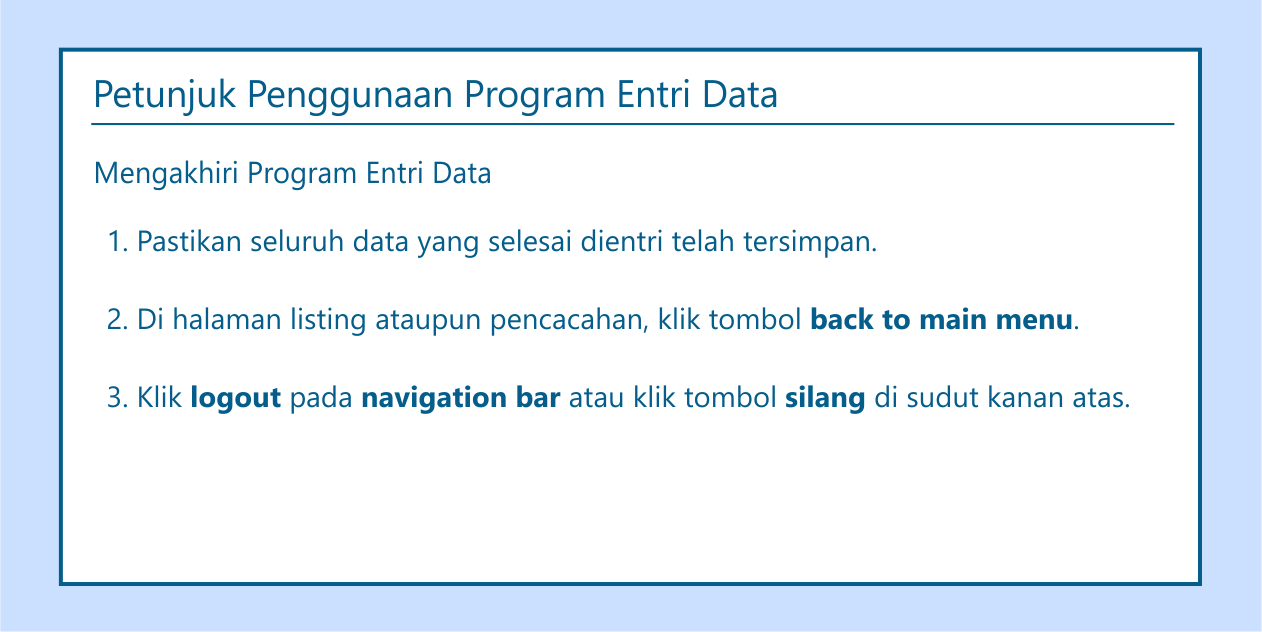 Petunjuk Penggunaan Program Entri Data
Mengakhiri Program Entri Data
1. Pastikan seluruh data yang selesai dientri telah tersimpan.
2. Di halaman listing ataupun pencacahan, klik tombol back to main menu.
3. Klik logout pada navigation bar atau klik tombol silang di sudut kanan atas.